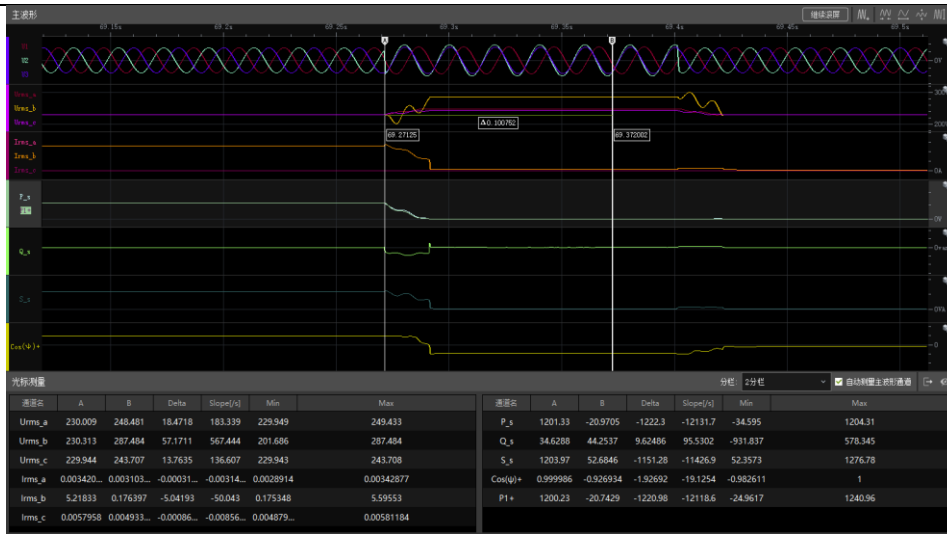 主波形
继续滚屏
69.15s 69.2s 69.25s 69.3s 69.35s 69.4s 69.45s 69.5s
V2
0V
Urms_b
300
200
Δ0.100752
69.27125
69.372002
Irms_a
Irms_b
0A
P_s
P1+
0V
Q_s
S_s
0VA
Cos(ψ)+
0
光标测量
分栏: 2分栏
自动测量主波形通道
通道名 A B Delta Slope[/s] Min Max
Urms_a 230.009 248.481 18.4718 183.339 229.949 249.433
Urms_b 230.313 287.484 57.1711 567.444 201.686 287.484
Urms_c 229.944 243.707 13.7635 136.607 229.943 243.708
Irms_a 0.003420... 0.003103... -0.00031... -0.00314... 0.0028914 0.00342877
Irms_b 5.21833 0.176397 -5.04193 -50.043 0.175348 5.59553
Irms_c 0.0057958 0.004933... -0.00086... -0.00856... 0.004879... 0.00581184
通道名 A B Delta Slope[/s] Min Max
P_s 1201.33 -20.9705 -1222.3 -12131.7 -34.595 1204.31
Q_s 34.6288 44.2537 9.62486 95.5302 -931.837 578.345
S_s 1203.97 52.6846 -1151.28 -11426.9 52.3573 1276.78
Cos(ψ)+ 0.999986 -0.926934 -1.92692 -19.1254 -0.982611 1
P1+ 1200.23 -20.7429 -1220.98 -12118.6 -24.9617 1240.96